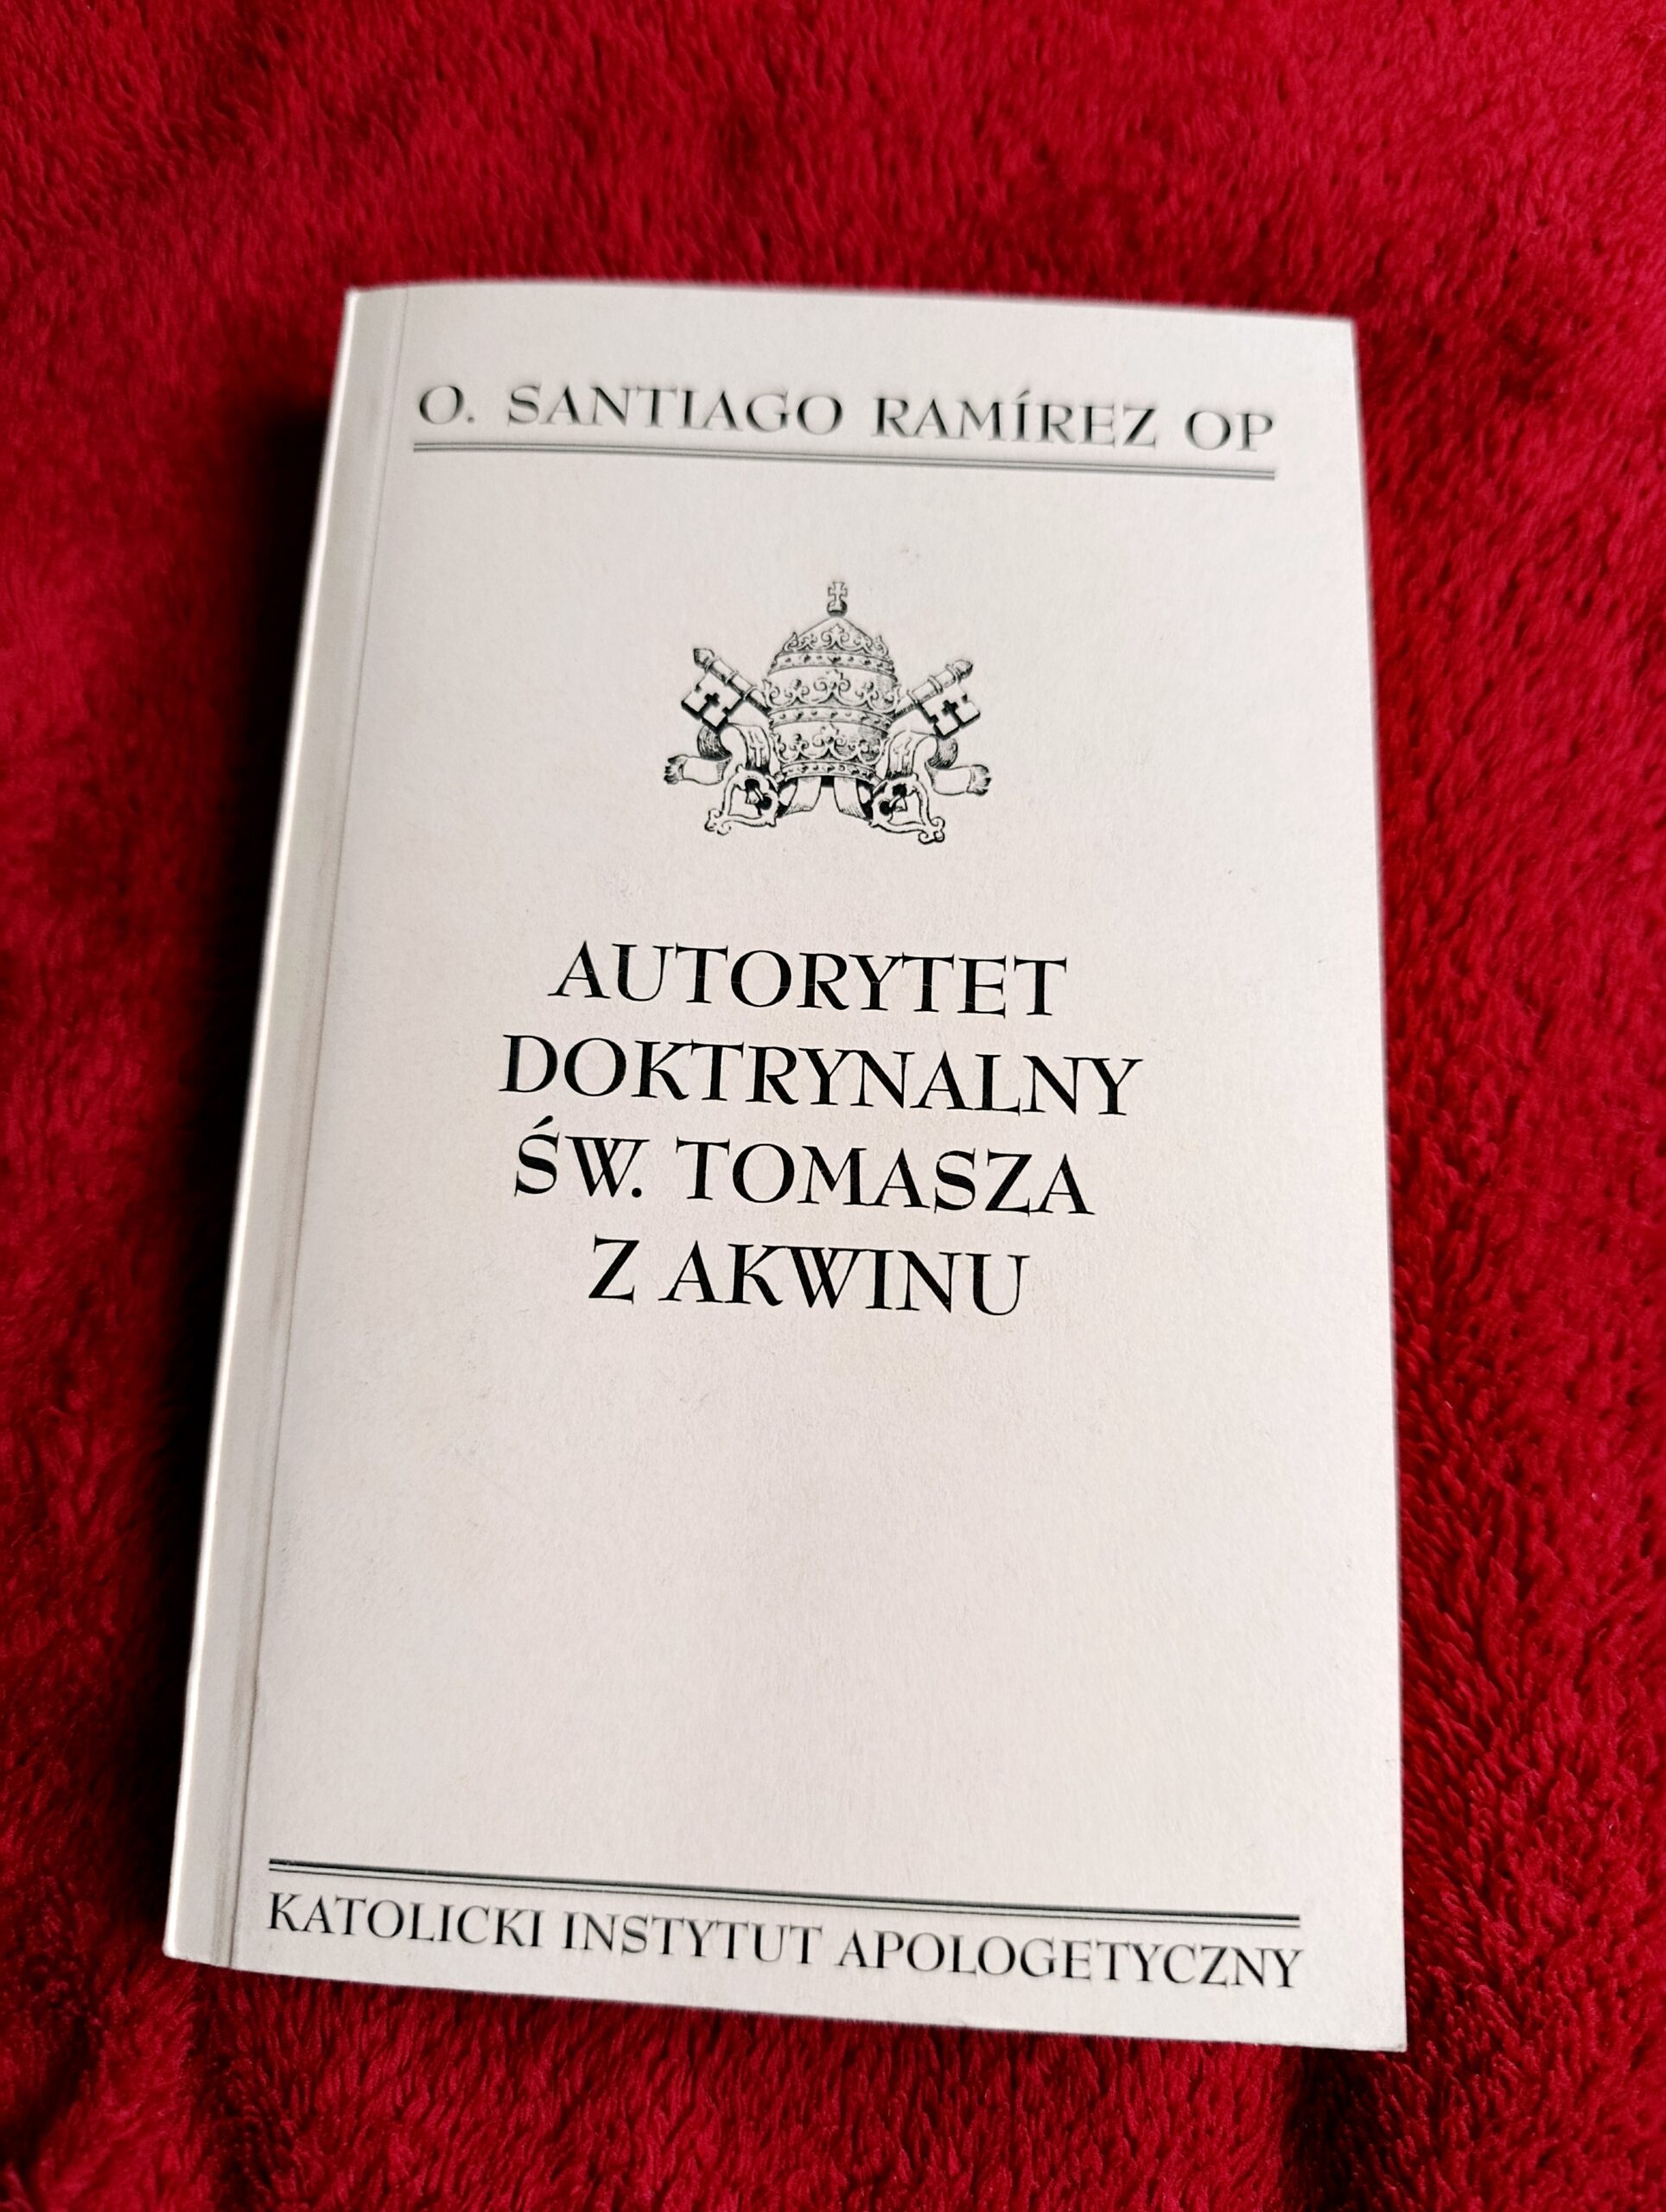 O. SANTIAGO RAMÍREZ OP
AUTORYTET
DOKTRYNALNY
ŚW. TOMASZA
Z AKWINU
KATOLICKI INSTYTUT APOLOGETYCZNY